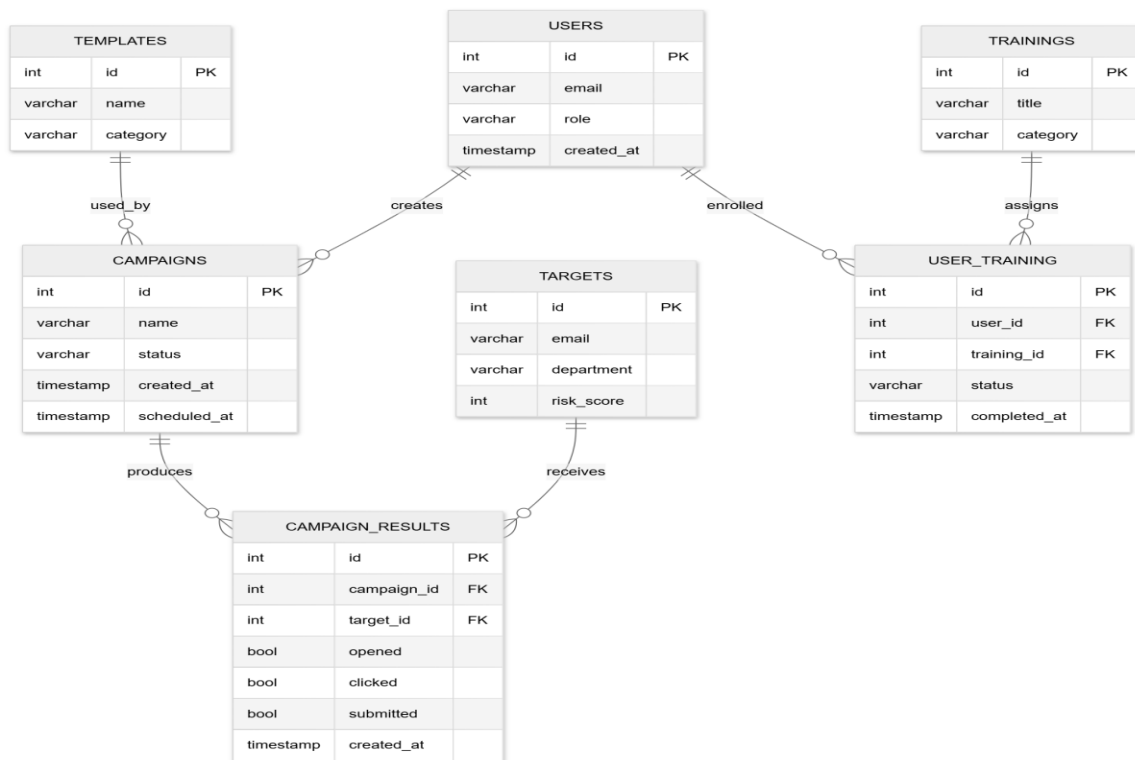 USERS
int id PK
varchar email
varchar role
timestamp created_at
TEMPLATES
int id PK
varchar name
varchar category
TRAININGS
int id PK
varchar title
varchar category
used_by
creates
enrolled
assigns
CAMPAIGNS
int id PK
varchar name
varchar status
timestamp created_at
timestamp scheduled_at
TARGETS
int id PK
varchar email
varchar department
int risk_score
USER_TRAINING
int id PK
int user_id FK
int training_id FK
varchar status
timestamp completed_at
produces
receives
CAMPAIGN_RESULTS
int id PK
int campaign_id FK
int target_id FK
bool opened
bool clicked
bool submitted
timestamp created_at